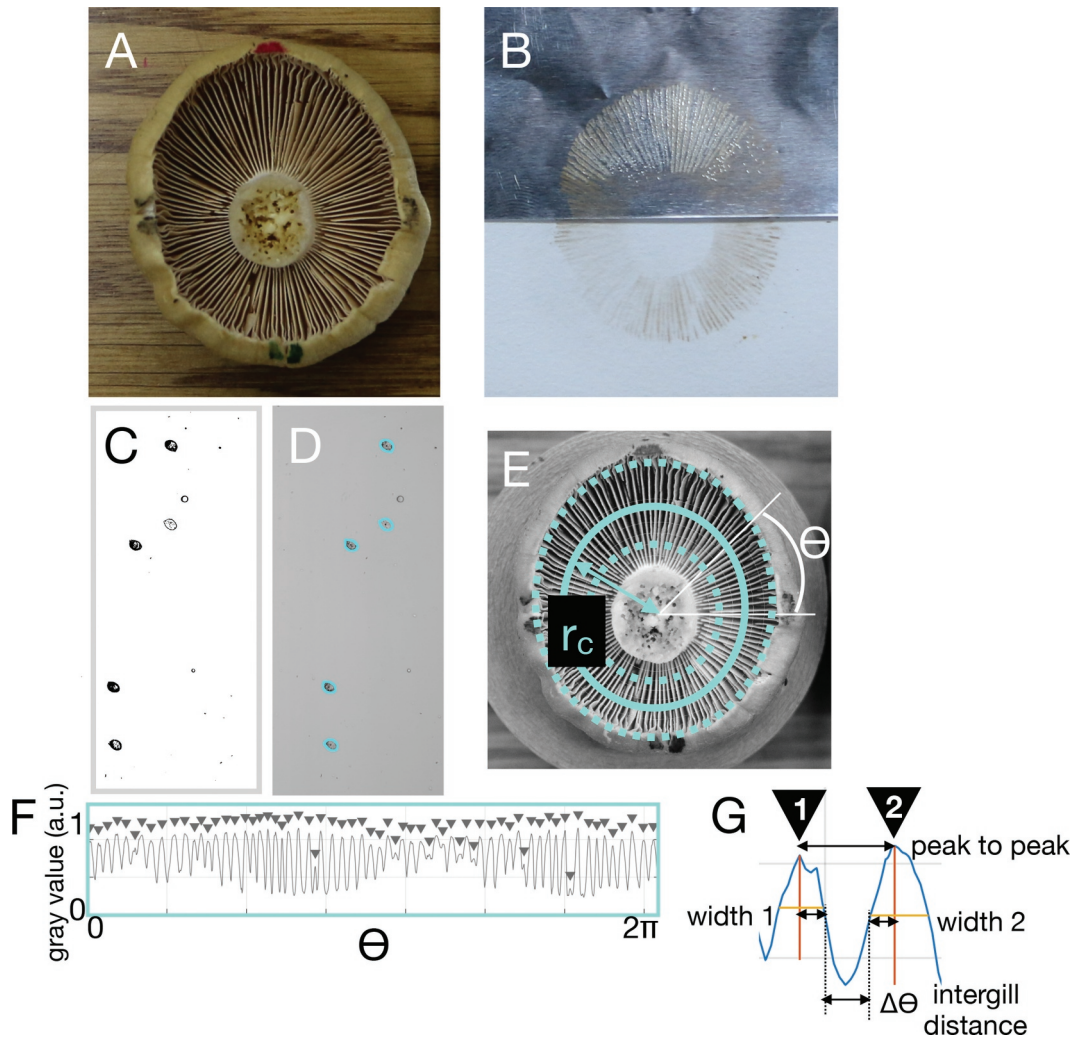 A
B
C
D
E
Θ
rc
F
gray value (a.u.)
1
0
0
Θ
2π
G
1
2
peak to peak
width 1
width 2
ΔΘ
intergill
distance